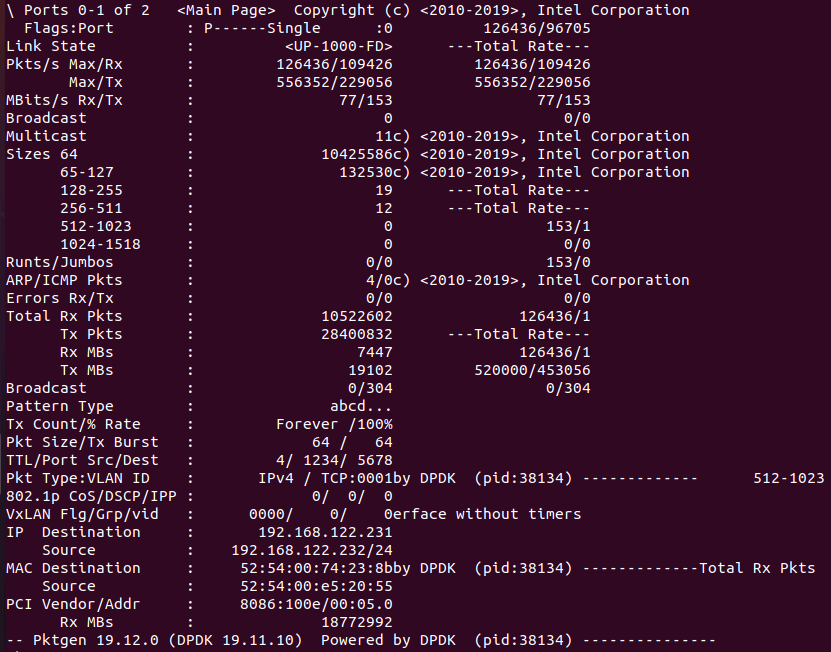 \ Ports 0-1 of 2   <Main Page>  Copyright (c) <2010-2019>, Intel Corporation
  Flags:Port        : P------Single      :0          126436/96705
Link State          :          <UP-1000-FD>      ---Total Rate---
Pkts/s Max/Rx       :         126436/109426         126436/109426
       Max/Tx       :         556352/229056         556352/229056
MBits/s Rx/Tx       :                77/153                77/153
Broadcast           :                     0                   0/0
Multicast           :                    11c) <2010-2019>, Intel Corporation
Sizes 64            :              10425586c) <2010-2019>, Intel Corporation
      65-127        :                132530c) <2010-2019>, Intel Corporation
      128-255       :                    19      ---Total Rate---
      256-511       :                    12      ---Total Rate---
      512-1023      :                     0                 153/1
      1024-1518     :                     0                   0/0
Runts/Jumbos        :                   0/0                 153/0
ARP/ICMP Pkts       :                   4/0c) <2010-2019>, Intel Corporation
Errors Rx/Tx        :                   0/0                   0/0
Total Rx Pkts       :              10522602              126436/1
      Tx Pkts       :              28400832      ---Total Rate---
      Rx MBs        :                  7447              126436/1
      Tx MBs        :                 19102         520000/453056
Broadcast           :                 0/304                 0/304
Pattern Type        :               abcd...
Tx Count/% Rate     :         Forever /100%
Pkt Size/Tx Burst   :             64 /   64
TTL/Port Src/Dest   :         4/ 1234/ 5678
Pkt Type:VLAN ID    :       IPv4 / TCP:0001by DPDK  (pid:38134) -------------      512-1023
802.1p CoS/DSCP/IPP :             0/  0/  0
VxLAN Flg/Grp/vid   :      0000/    0/    0erface without timers
IP  Destination     :       192.168.122.231
    Source          :    192.168.122.232/24
MAC Destination     :     52:54:00:74:23:8bby DPDK  (pid:38134) -------------Total Rx Pkts
    Source          :     52:54:00:e5:20:55
PCI Vendor/Addr     :     8086:100e/00:05.0
      Rx MBs        :              18772992
-- Pktgen 19.12.0 (DPDK 19.11.10)  Powered by DPDK  (pid:38134) ---------------